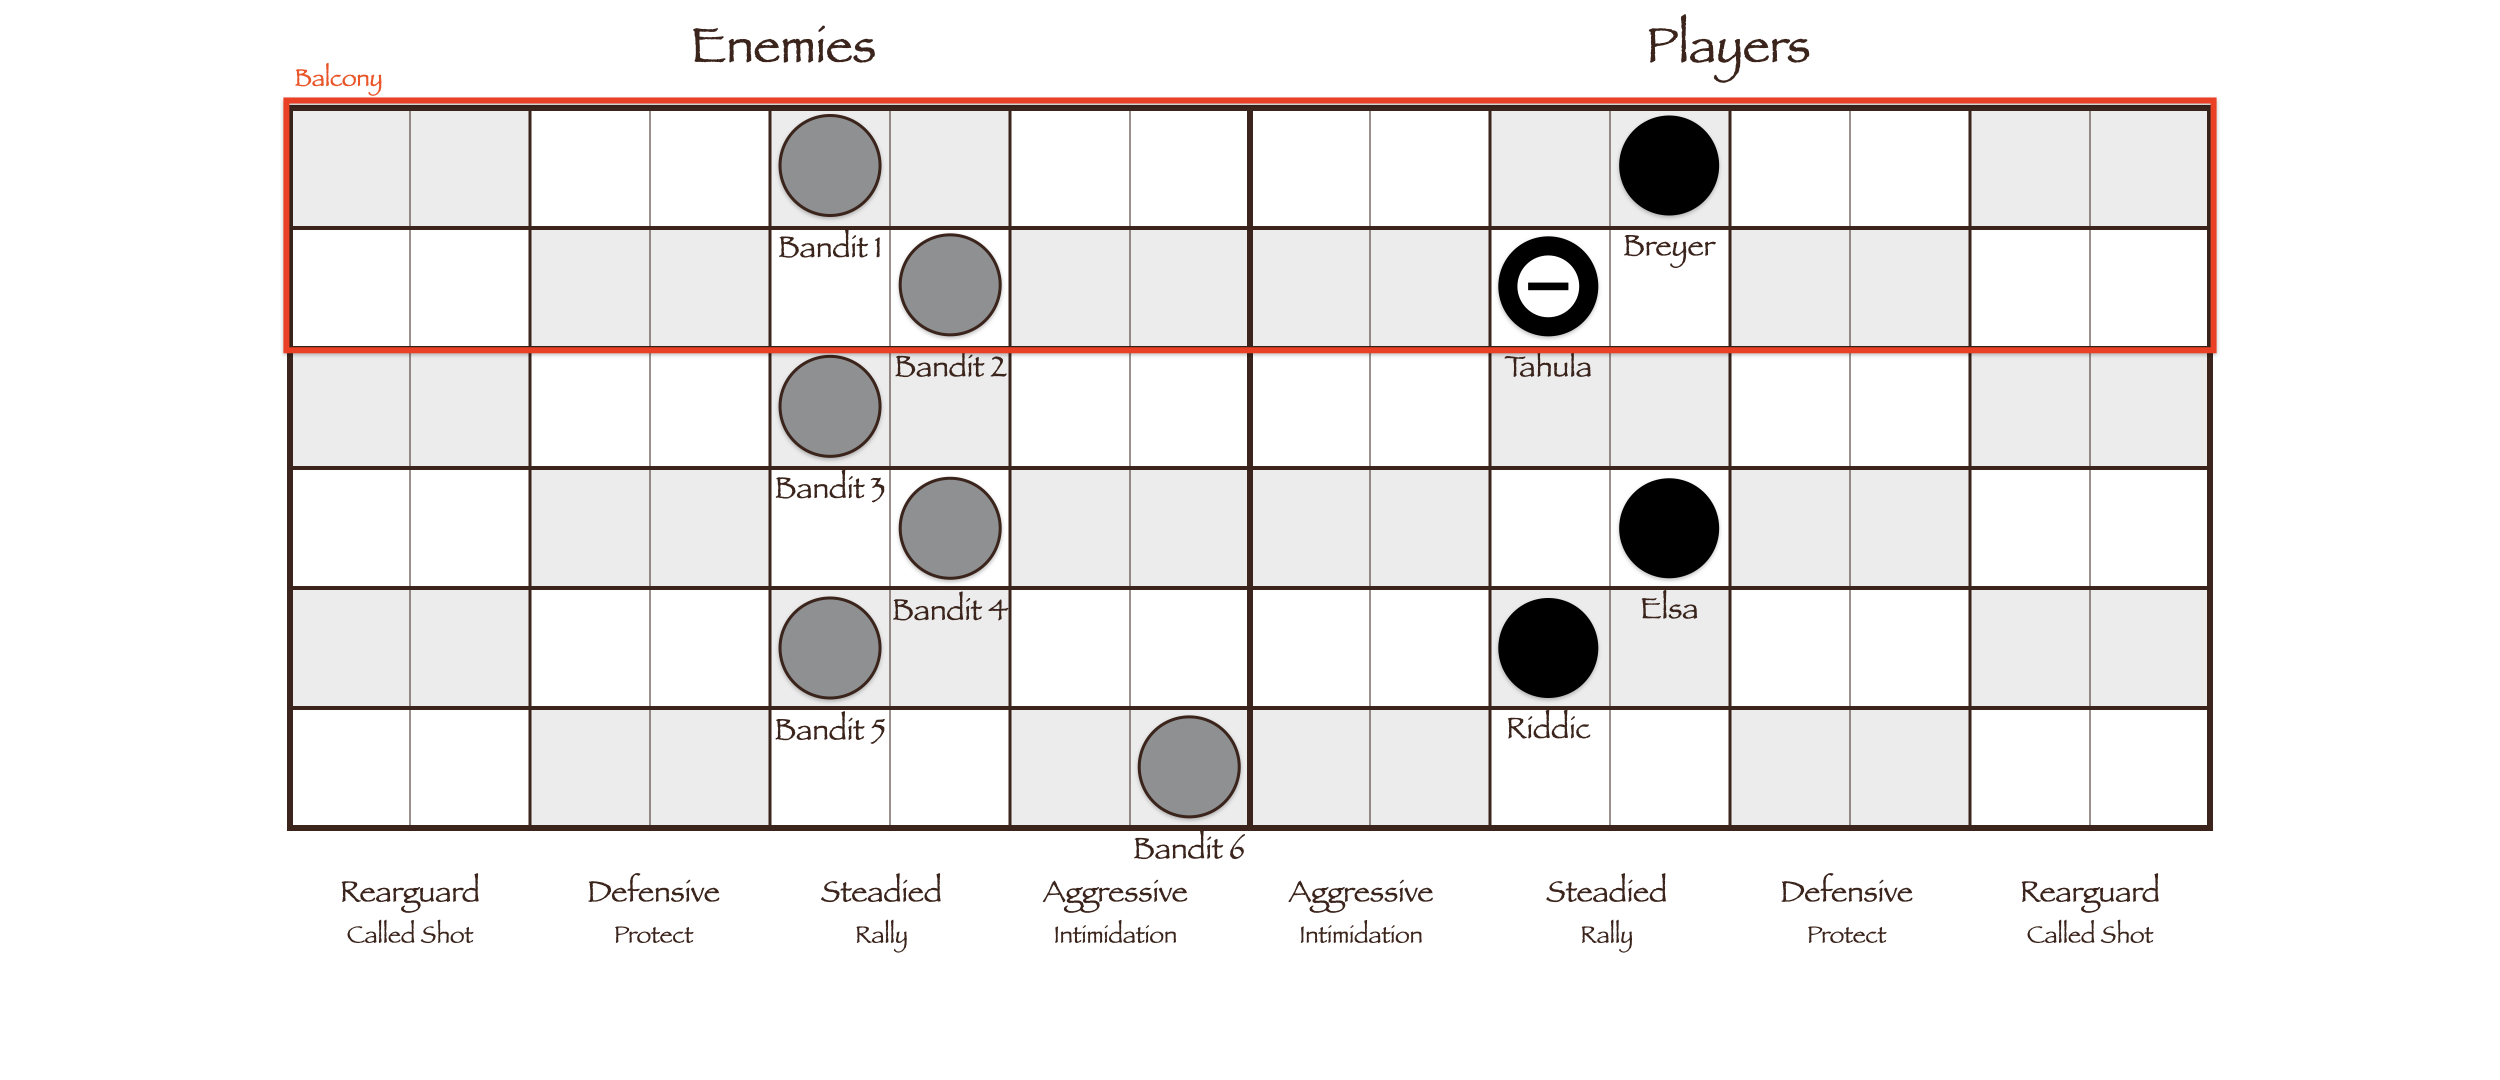 Enemies
Players
Balcony
Bandit 1
Breyer
Bandit 2
Tahula
Bandit 3
Bandit 4
Elsa
Bandit 5
Riddic
Bandit 6
Rearguard
Defensive
Steadied
Aggressive
Aggressive
Steadied
Defensive
Rearguard
Called Shot
Protect
Rally
Intimidation
Intimidation
Rally
Protect
Called Shot